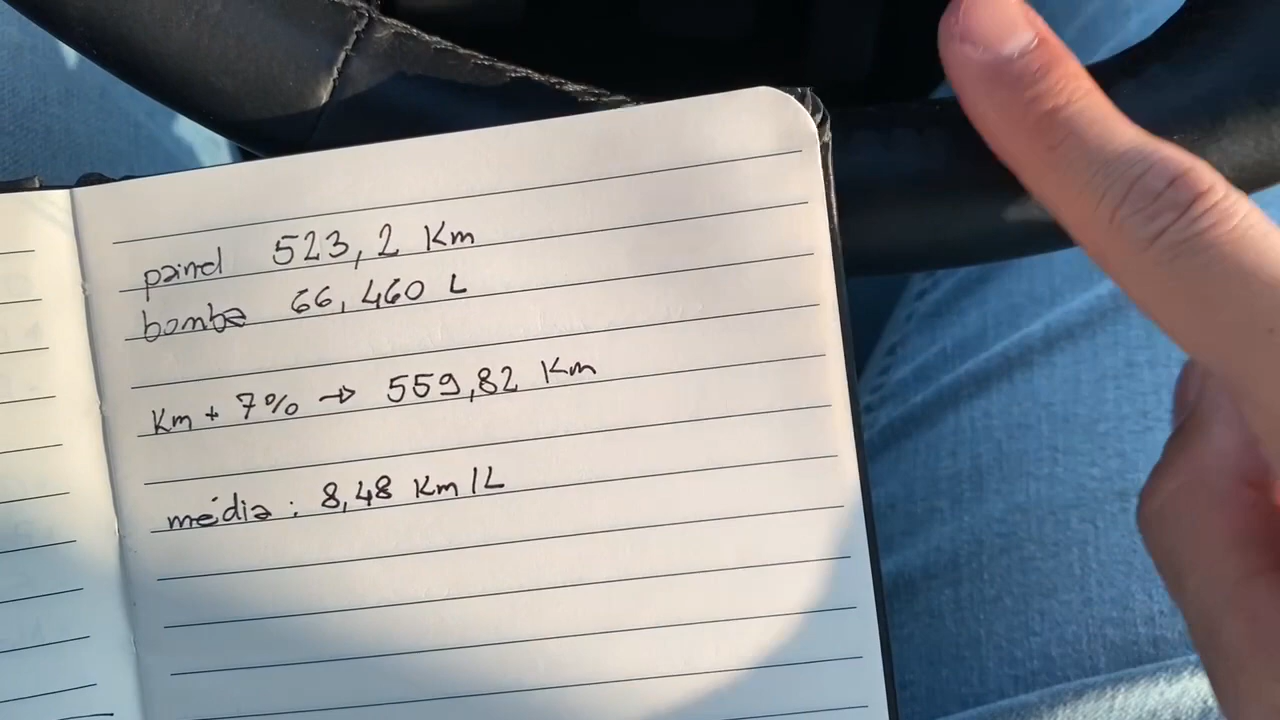 painel 523,2 Km
bomba 66,460 L
Km + 7% → 559,82 Km
média: 8,48 Km/L